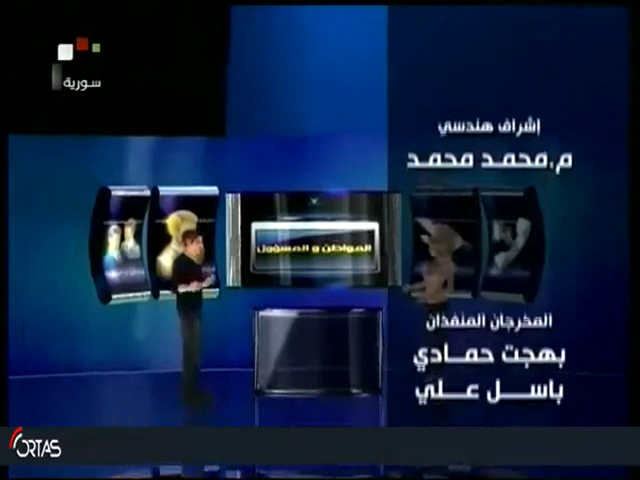 سورية
إشراف هندسي
م.محمد محمد
المواطن و المسؤول
المخرجان المنفذان
بهجت حمادي
باسل علي
ORTAS